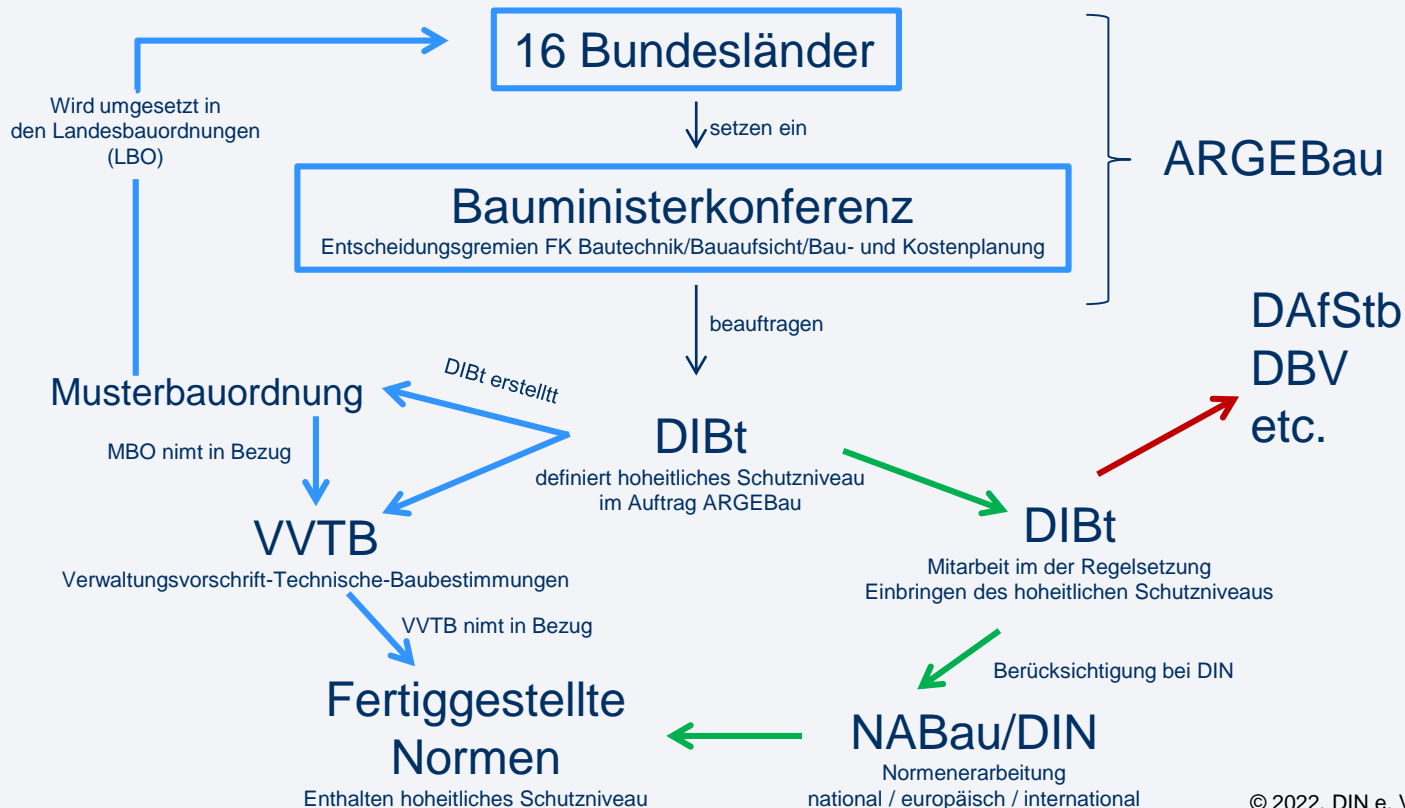 16 Bundesländer
Wird umgesetzt in
den Landesbauordnungen
(LBO)
setzen ein
ARGEBau
Bauministerkonferenz
Entscheidungsgremien FK Bautechnik/Bauaufsicht/Bau- und Kostenplanung
beauftragen
DAfStb
DBV
etc.
Musterbauordnung
DIBt erstelltt
MBO nimt in Bezug
DIBt
definiert hoheitliches Schutzniveau
im Auftrag ARGEBau
VVTB
Verwaltungsvorschrift-Technische-Baubestimmungen
DIBt
Mitarbeit im der Regelsetzung
Einbringen des hoheitlichen Schutzniveaus
VVTB nimt in Bezug
Berücksichtigung bei DIN
Fertiggestellte
Normen
Enthalten hoheitliches Schutzniveau
NABau/DIN
Normenerarbeitung
national / europäisch / international
© 2022, DIN e. V